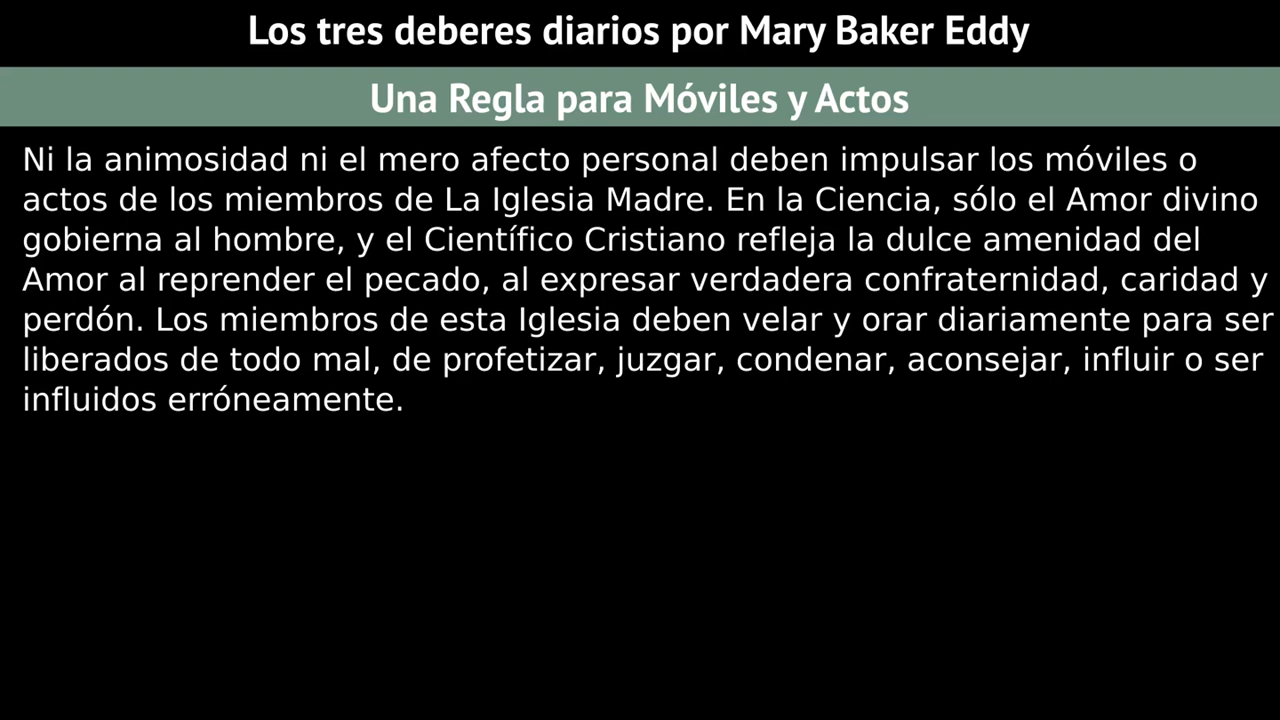 Los tres deberes diarios por Mary Baker Eddy
Una Regla para Móviles y Actos
Ni la animosidad ni el mero afecto personal deben impulsar los móviles o
actos de los miembros de La Iglesia Madre. En la Ciencia, sólo el Amor divino
gobierna al hombre, y el Científico Cristiano refleja la dulce amenidad del
Amor al reprender el pecado, al expresar verdadera confraternidad, caridad y
perdón. Los miembros de esta Iglesia deben velar y orar diariamente para ser
liberados de todo mal, de profetizar, juzgar, condenar, aconsejar, influir o ser
influidos erróneamente.